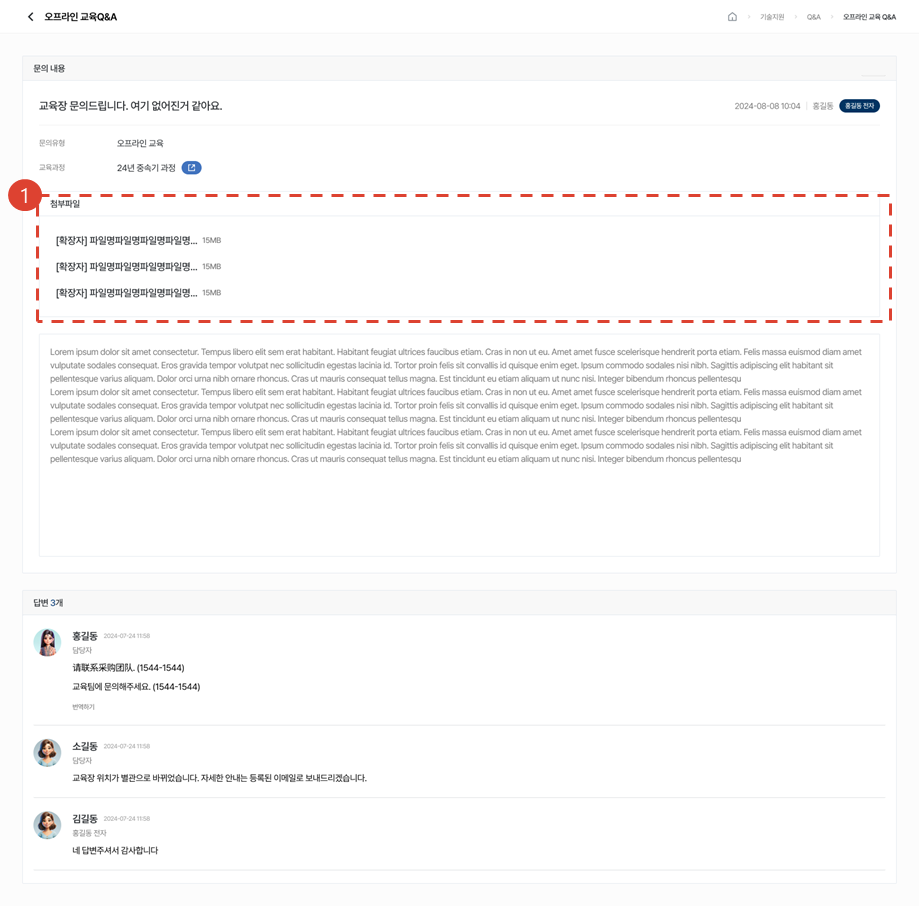 오프라인 교육Q&A
기술지원 > Q&A > 오프라인 교육 Q&A
문의 내용
교육장 문의드립니다. 여기 없어진거 같아요.
2024-08-08 10:04 홍길동 홍길동 전자
문의유형 오프라인 교육
교육과정 24년 중속기 과정
1
첨부파일
[확장자] 파일명파일명파일명파일명... 15MB
[확장자] 파일명파일명파일명파일명... 15MB
[확장자] 파일명파일명파일명파일명... 15MB
Lorem ipsum dolor sit amet consectetur. Tempus libero elit sem erat habitant. Habitant feugiat ultrices faucibus etiam. Cras in non ut eu. Amet amet fusce scelerisque hendrerit porta etiam. Felis massa euismod diam amet
vulputate sodales consequat. Eros gravida tempor volutpat nec sollicitudin egestas lacinia id. Tortor proin felis sit convallis id quisque enim eget. Ipsum commodo sodales nisi nibh. Sagittis adipiscing elit habitant sit
pellentesque varius aliquam. Dolor orci urna nibh ornare rhoncus. Cras ut mauris consequat tellus magna. Est tincidunt eu etiam aliquam ut nunc nisi. Integer bibendum rhoncus pellentesqu
Lorem ipsum dolor sit amet consectetur. Tempus libero elit sem erat habitant. Habitant feugiat ultrices faucibus etiam. Cras in non ut eu. Amet amet fusce scelerisque hendrerit porta etiam. Felis massa euismod diam amet
vulputate sodales consequat. Eros gravida tempor volutpat nec sollicitudin egestas lacinia id. Tortor proin felis sit convallis id quisque enim eget. Ipsum commodo sodales nisi nibh. Sagittis adipiscing elit habitant sit
pellentesque varius aliquam. Dolor orci urna nibh ornare rhoncus. Cras ut mauris consequat tellus magna. Est tincidunt eu etiam aliquam ut nunc nisi. Integer bibendum rhoncus pellentesqu
Lorem ipsum dolor sit amet consectetur. Tempus libero elit sem erat habitant. Habitant feugiat ultrices faucibus etiam. Cras in non ut eu. Amet amet fusce scelerisque hendrerit porta etiam. Felis massa euismod diam amet
vulputate sodales consequat. Eros gravida tempor volutpat nec sollicitudin egestas lacinia id. Tortor proin felis sit convallis id quisque enim eget. Ipsum commodo sodales nisi nibh. Sagittis adipiscing elit habitant sit
pellentesque varius aliquam. Dolor orci urna nibh ornare rhoncus. Cras ut mauris consequat tellus magna. Est tincidunt eu etiam aliquam ut nunc nisi. Integer bibendum rhoncus pellentesqu
답변 3개
홍길동 2024-07-24 11:56
담당자
请联系采购团队. (1544-1544)
교육팀에 문의해주세요. (1544-1544)
번역하기
소길동 2024-07-24 11:56
담당자
교육장 위치가 별관으로 바뀌었습니다. 자세한 안내는 등록된 이메일로 보내드리겠습니다.
김길동 2024-07-24 11:56
홍길동 전자
네 답변주셔서 감사합니다